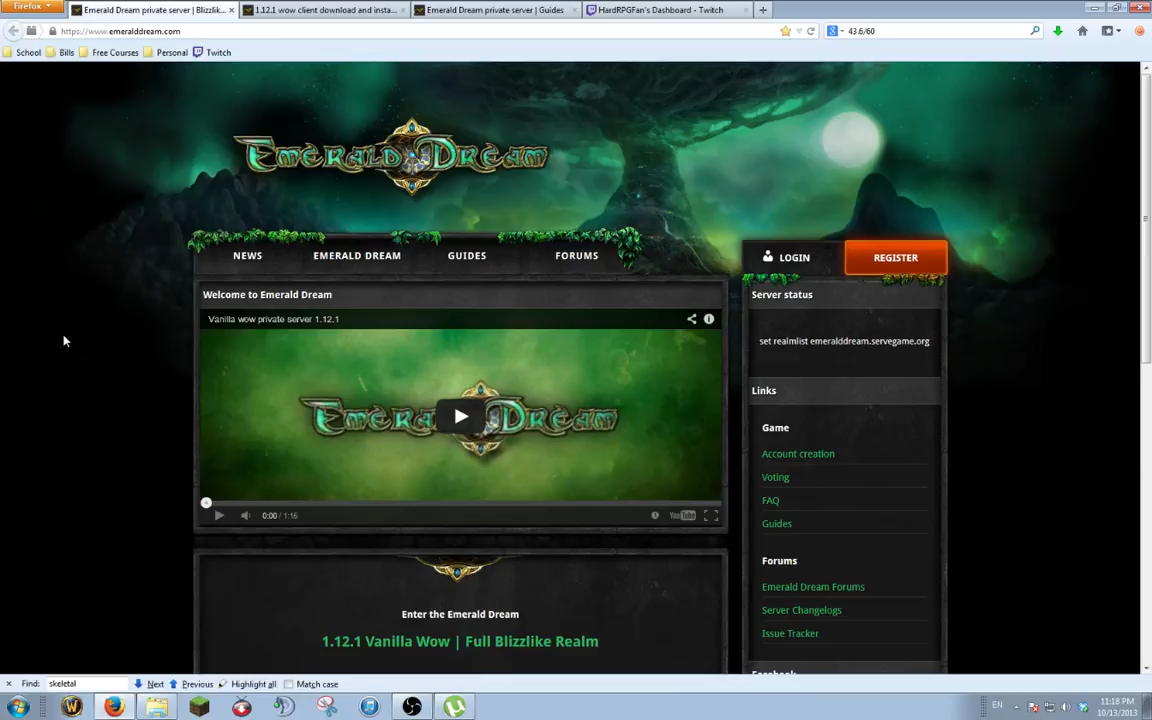 Firefox
Emerald Dream private server | Blizzlik...
1.12.1 wow client download and insta...
Emerald Dream private server | Guides
HardRPGFan's Dashboard - Twitch
https://www.emeralddream.com
43.6/60
School
Bills
Free Courses
Personal
Twitch
EMERALD DREAM
NEWS
EMERALD DREAM
GUIDES
FORUMS
LOGIN
REGISTER
Welcome to Emerald Dream
Server status
Vanilla wow private server 1.12.1
set realmlist emeralddream.servegame.org
Links
Game
Account creation
Voting
FAQ
Guides
0:00 / 1:16
YouTube
Forums
Emerald Dream Forums
Server Changelogs
Issue Tracker
Enter the Emerald Dream
1.12.1 Vanilla Wow | Full Blizzlike Realm
Find:
skeletal
Next
Previous
Highlight all
Match case
EN
11:18 PM
10/13/2013